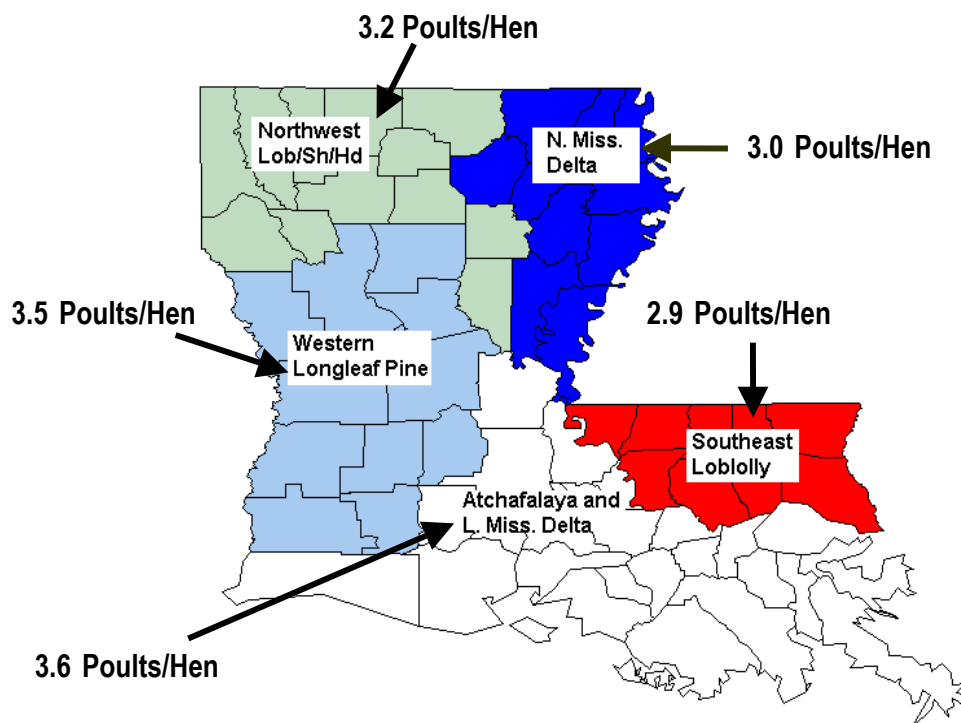 3.2 Poults/Hen
Northwest
Lob/Sh/Hd
N. Miss.
Delta
3.0 Poults/Hen
3.5 Poults/Hen
Western
Longleaf Pine
2.9 Poults/Hen
Southeast
Loblolly
Atchafalaya and
L. Miss. Delta
3.6 Poults/Hen